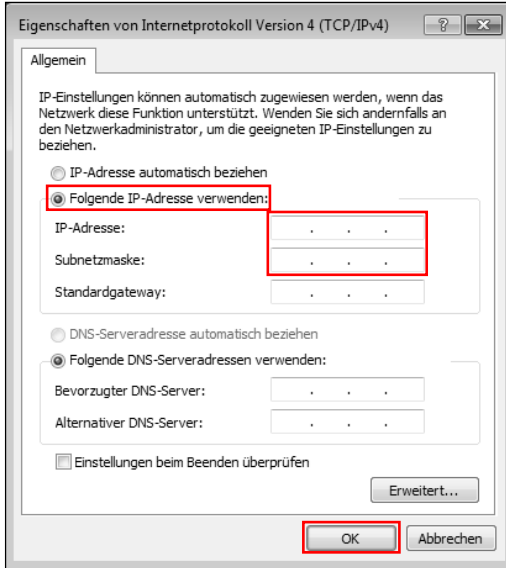 Eigenschaften von Internetprotokoll Version 4 (TCP/IPv4)
Allgemein
IP-Einstellungen können automatisch zugewiesen werden, wenn das
Netzwerk diese Funktion unterstützt. Wenden Sie sich andernfalls an
den Netzwerkadministrator, um die geeigneten IP-Einstellungen zu
beziehen.
IP-Adresse automatisch beziehen
Folgende IP-Adresse verwenden:
IP-Adresse: . . .
Subnetzmaske: . . .
Standardgateway: . . .
DNS-Serveradresse automatisch beziehen
Folgende DNS-Serveradressen verwenden:
Bevorzugter DNS-Server: . . .
Alternativer DNS-Server: . . .
Einstellungen beim Beenden überprüfen
Erweitert...
OK Abbrechen